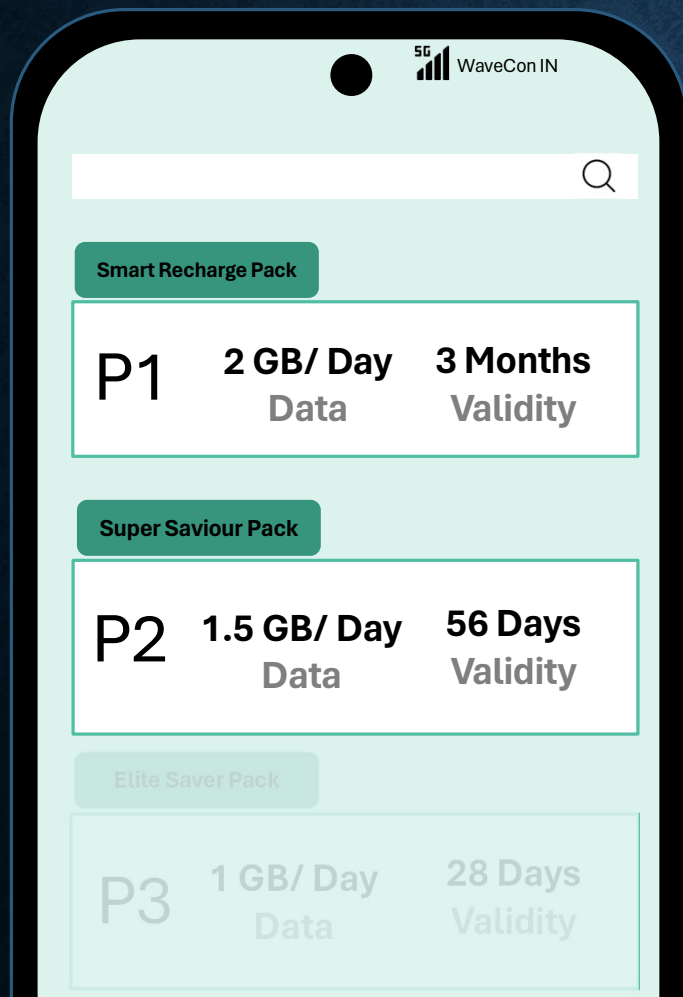 5G WaveCon IN
Smart Recharge Pack
P1 2 GB/ Day 3 Months
Data Validity
Super Saviour Pack
P2 1.5 GB/ Day 56 Days
Data Validity
Elite Saver Pack
P3 1 GB/ Day 28 Days
Data Validity